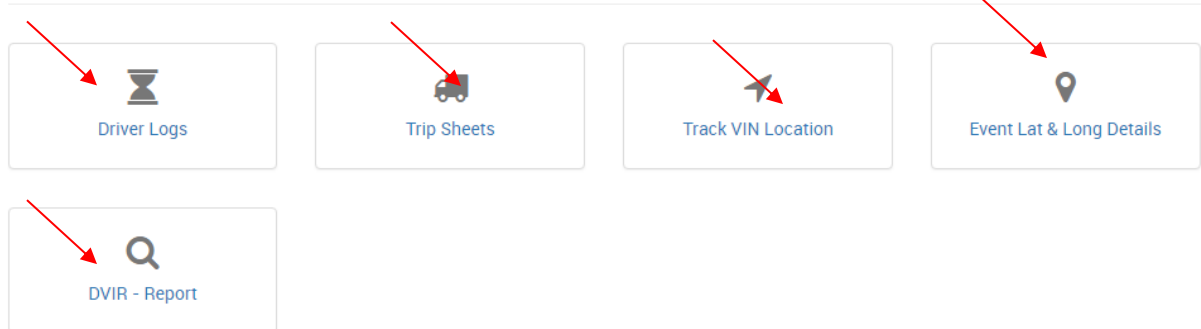 Driver Logs
Trip Sheets
Track VIN Location
Event Lat & Long Details
DVIR - Report